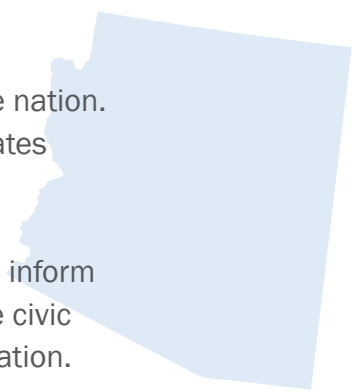 e nation.
ates
inform
e civic
ation.